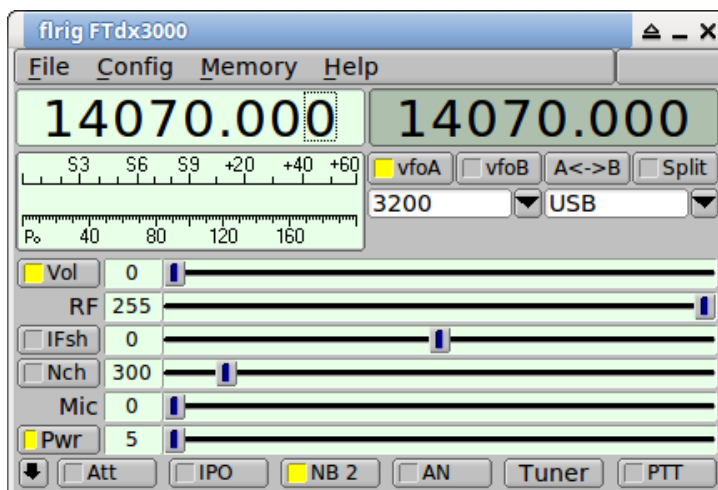 flrig FTdx3000
File Config Memory Help
14070.000 14070.000
S3 S6 S9 +20 +40 +60
vfoA vfoB A<->B Split
3200 USB
Po 40 80 120 160
Vol 0
RF 255
IFsh 0
Nch 300
Mic 0
Pwr 5
Att IPO NB 2 AN Tuner PTT